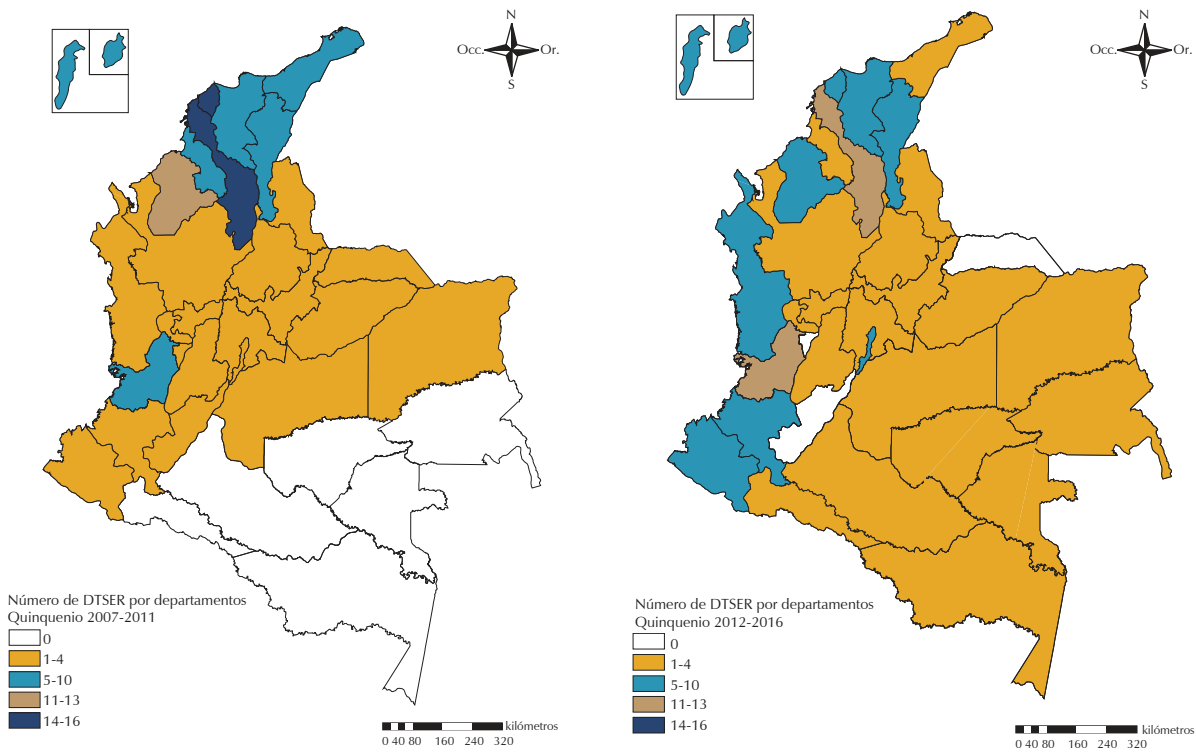 N
Occ. Or.
S
Número de DTSER por departamentos
Quinquenio 2007-2011
0
1-4
5-10
11-13
14-16
kilómetros
0 40 80 160 240 320
N
Occ. Or.
S
Número de DTSER por departamentos
Quinquenio 2012-2016
0
1-4
5-10
11-13
14-16
kilómetros
0 40 80 160 240 320